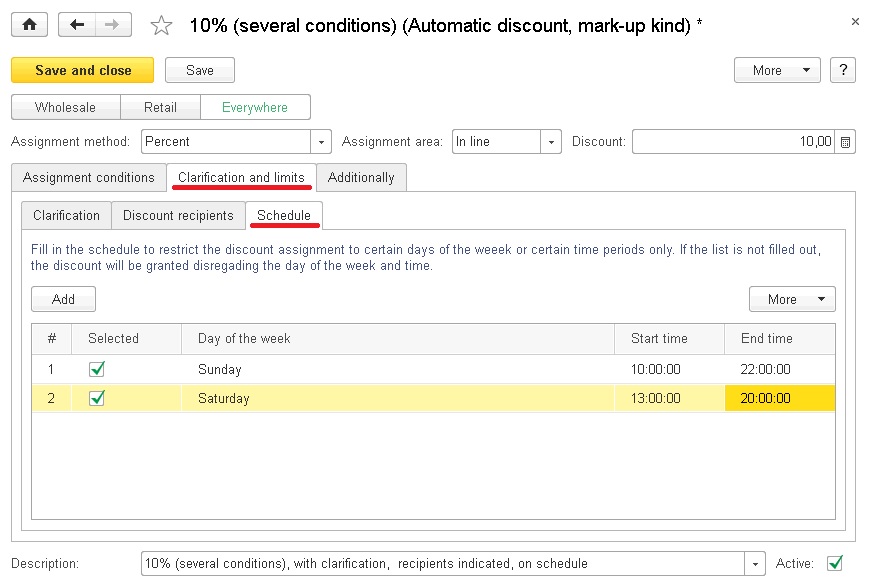 10% (several conditions) (Automatic discount, mark-up kind) *
Save and close Save More ?
Wholesale Retail Everywhere
Assignment method: Percent Assignment area: In line Discount: 10,00
Assignment conditions Clarification and limits Additionally
Clarification Discount recipients Schedule
Fill in the schedule to restrict the discount assignment to certain days of the weeek or certain time periods only. If the list is not filled out,
the discount will be granted disregading the day of the week and time.
Add More
# Selected Day of the week Start time End time
1 Sunday 10:00:00 22:00:00
2 Saturday 13:00:00 20:00:00
Description: 10% (several conditions), with clarification, recipients indicated, on schedule Active: